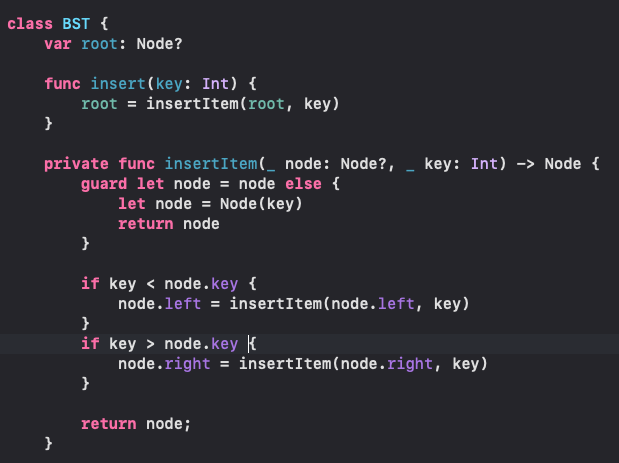 class BST {
    var root: Node?

    func insert(key: Int) {
        root = insertItem(root, key)
    }

    private func insertItem(_ node: Node?, _ key: Int) -> Node {
        guard let node = node else {
            let node = Node(key)
            return node
        }

        if key < node.key {
            node.left = insertItem(node.left, key)
        }
        if key > node.key {
            node.right = insertItem(node.right, key)
        }

        return node;
    }